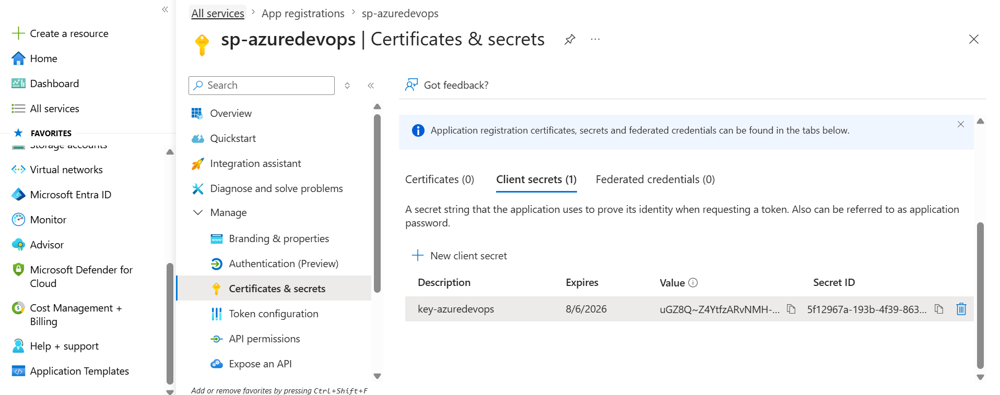 All services > App registrations > sp-azuredevops
sp-azuredevops | Certificates & secrets
Create a resource
Home
Dashboard
All services
FAVORITES
Storage accounts
Virtual networks
Microsoft Entra ID
Monitor
Advisor
Microsoft Defender for
Cloud
Cost Management +
Billing
Help + support
Application Templates
Search
Overview
Quickstart
Integration assistant
Diagnose and solve problems
Manage
Branding & properties
Authentication (Preview)
Certificates & secrets
Token configuration
API permissions
Expose an API
Add or remove favorites by pressing Ctrl+Shift+F
Got feedback?
Application registration certificates, secrets and federated credentials can be found in the tabs below.
Certificates (0) Client secrets (1) Federated credentials (0)
A secret string that the application uses to prove its identity when requesting a token. Also can be referred to as application
password.
New client secret
Description Expires Value Secret ID
key-azuredevops 8/6/2026 uGZ8Q~Z4YtfzARvNMH-... 5f12967a-193b-4f39-863...